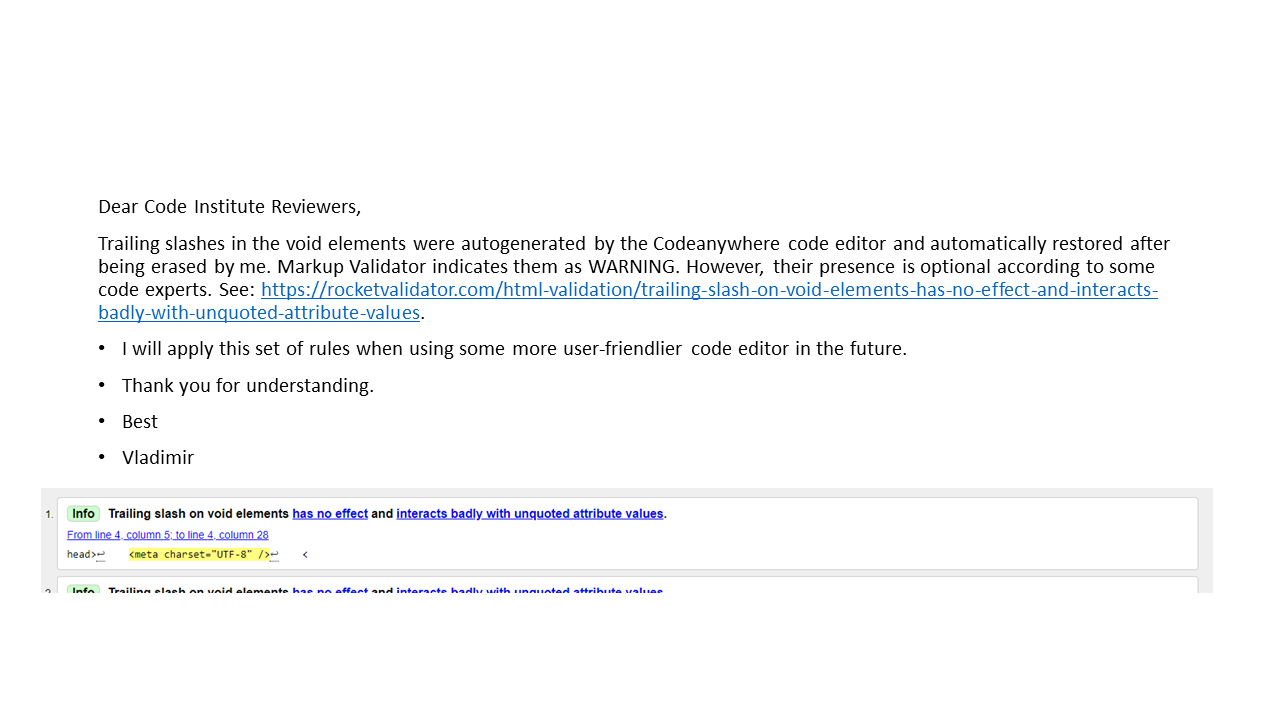 Dear Code Institute Reviewers,
Trailing slashes in the void elements were autogenerated by the Codeanywhere code editor and automatically restored after
being erased by me. Markup Validator indicates them as WARNING. However, their presence is optional according to some
code experts. See: https://rocketvalidator.com/html-validation/trailing-slash-on-void-elements-has-no-effect-and-interacts-
badly-with-unquoted-attribute-values.
• I will apply this set of rules when using some more user-friendlier code editor in the future.
• Thank you for understanding.
• Best
• Vladimir
1. Info Trailing slash on void elements has no effect and interacts badly with unquoted attribute values.
From line 4, column 5; to line 4, column 28
head>↩ <meta charset="UTF-8" />↩ <
2. Info Trailing slash on void elements has no effect and interacts badly with unquoted attribute values.